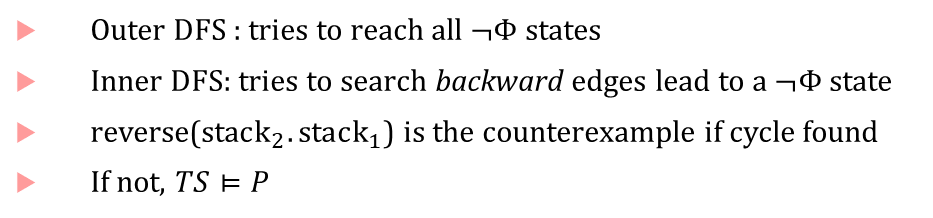 Outer DFS : tries to reach all ¬Φ states
Inner DFS: tries to search backward edges lead to a ¬Φ state
reverse(stack₂. stack₁) is the counterexample if cycle found
If not, TS ⊨ P